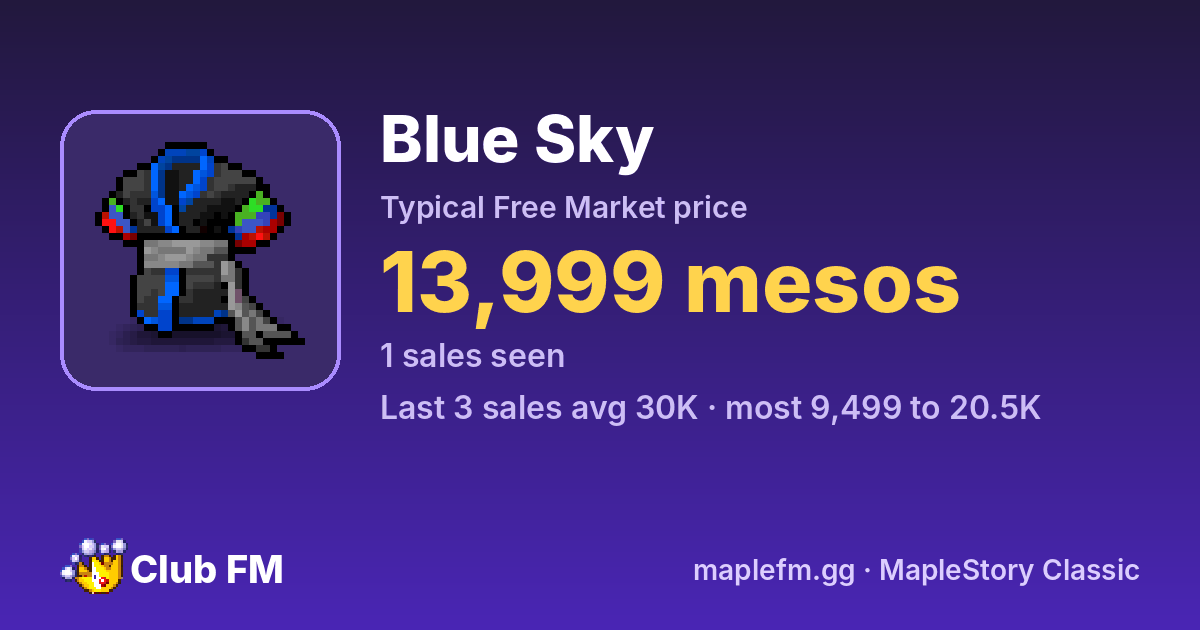 Blue Sky
Typical Free Market price
13,999 mesos
1 sales seen
Last 3 sales avg 30K · most 9,499 to 20.5K
Club FM
maplefm.gg · MapleStory Classic